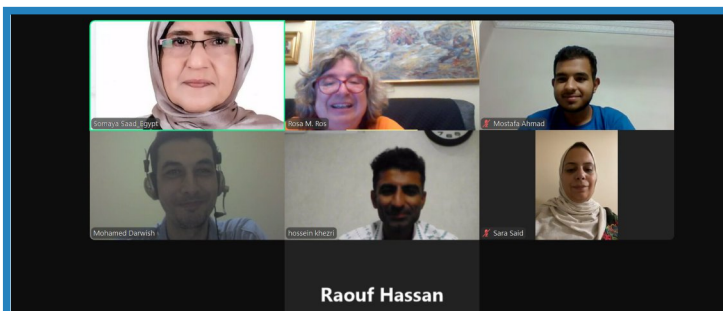 Somaya Saad_Egypt
Rosa M. Ros
Mostafa Ahmad
Mohamed Darwish
hossein khezri
Sara Said
Raouf Hassan